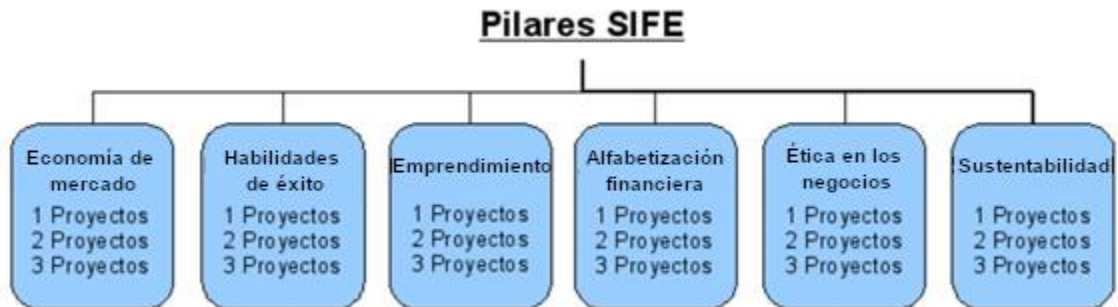 Pilares SIFE
Economía de
mercado
1 Proyectos
2 Proyectos
3 Proyectos
Habilidades
de éxito
1 Proyectos
2 Proyectos
3 Proyectos
Emprendimiento
1 Proyectos
2 Proyectos
3 Proyectos
Alfabetización
financiera
1 Proyectos
2 Proyectos
3 Proyectos
Ética en los
negocios
1 Proyectos
2 Proyectos
3 Proyectos
Sustentabilidad
1 Proyectos
2 Proyectos
3 Proyectos